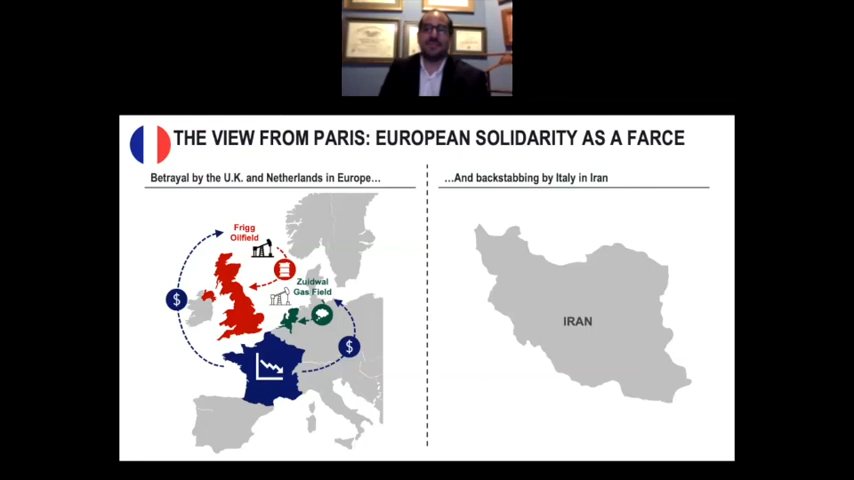 THE VIEW FROM PARIS: EUROPEAN SOLIDARITY AS A FARCE
Betrayal by the U.K. and Netherlands in Europe…
…And backstabbing by Italy in Iran
Frigg
Oilfield
Zuidwal
Gas Field
$
$
IRAN